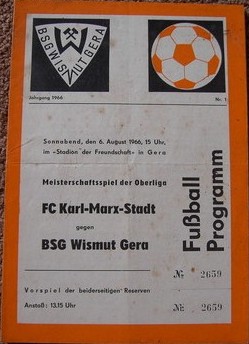 BSG WISMUT GERA
Jahrgang 1966
Nr. 1
Sonnabend, den 6. August 1966, 15 Uhr,
im «Stadion der Freundschaft» in Gera
Meisterschaftsspiel der Oberliga
FC Karl-Marx-Stadt
gegen
BSG Wismut Gera
Vorspiel der beiderseitigen Reserven
Anstoß: 13.15 Uhr
Fußball
Programm
№ 2659
№ 2659